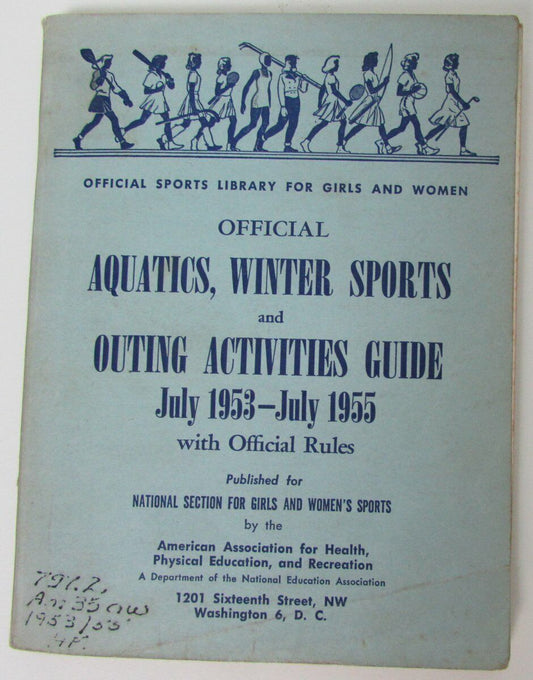 OFFICIAL SPORTS LIBRARY FOR GIRLS AND WOMEN
OFFICIAL
AQUATICS, WINTER SPORTS
and
OUTING ACTIVITIES GUIDE
July 1953–July 1955
with Official Rules
Published for
NATIONAL SECTION FOR GIRLS AND WOMEN'S SPORTS
by the
American Association for Health,
Physical Education, and Recreation
A Department of the National Education Association
1201 Sixteenth Street, NW
Washington 6, D. C.
797.2,
Am35aw
1953/55